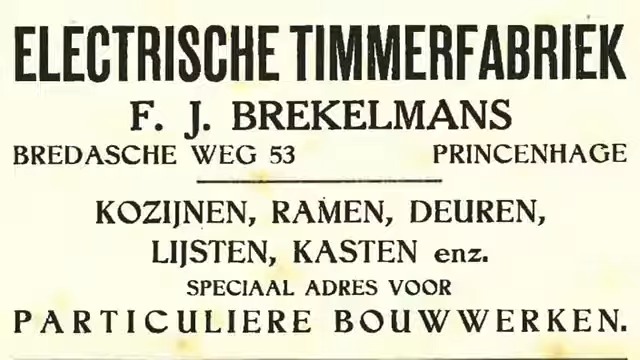 ELECTRISCHE TIMMERFABRIEK
F. J. BREKELMANS
BREDASCHE WEG 53 PRINCENHAGE
KOZIJNEN, RAMEN, DEUREN,
LIJSTEN, KASTEN enz.
SPECIAAL ADRES VOOR
PARTICULIERE BOUWWERKEN.